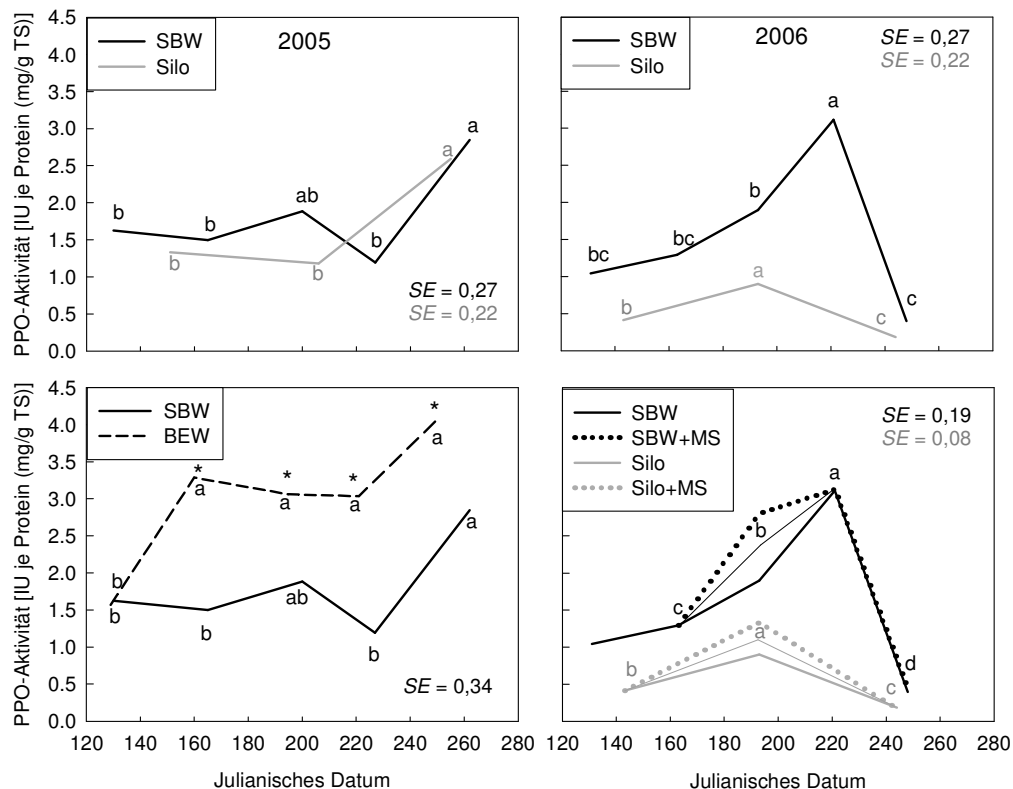 PPO-Aktivität [IU je Protein (mg/g TS)]
4.5
4.0
3.5
3.0
2.5
2.0
1.5
1.0
0.5
0.0
SBW
Silo
2005
b
b
ab
b
a
b
b
a
SE = 0,27
SE = 0,22
SBW
Silo
2006
SE = 0,27
SE = 0,22
bc
bc
b
a
c
b
a
c
PPO-Aktivität [IU je Protein (mg/g TS)]
4.5
4.0
3.5
3.0
2.5
2.0
1.5
1.0
0.5
0.0
SBW
BEW
b
*
a
*
a
*
a
*
a
b
b
ab
b
a
SE = 0,34
120 140 160 180 200 220 240 260 280
Julianisches Datum
SBW
SBW+MS
Silo
Silo+MS
SE = 0,19
SE = 0,08
c
b
a
d
b
a
c
120 140 160 180 200 220 240 260 280
Julianisches Datum